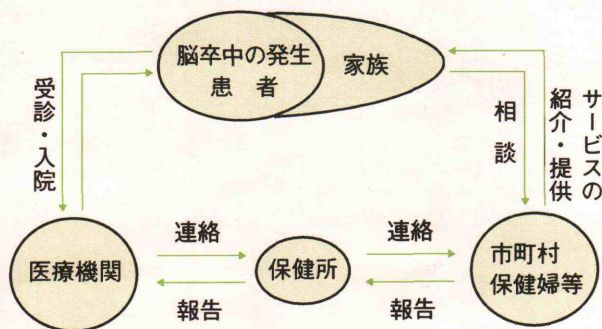 脳卒中の発生
患　者
家族
受診・入院
相談
サービスの
紹介・提供
医療機関
連絡
報告
保健所
連絡
報告
市町村
保健婦等